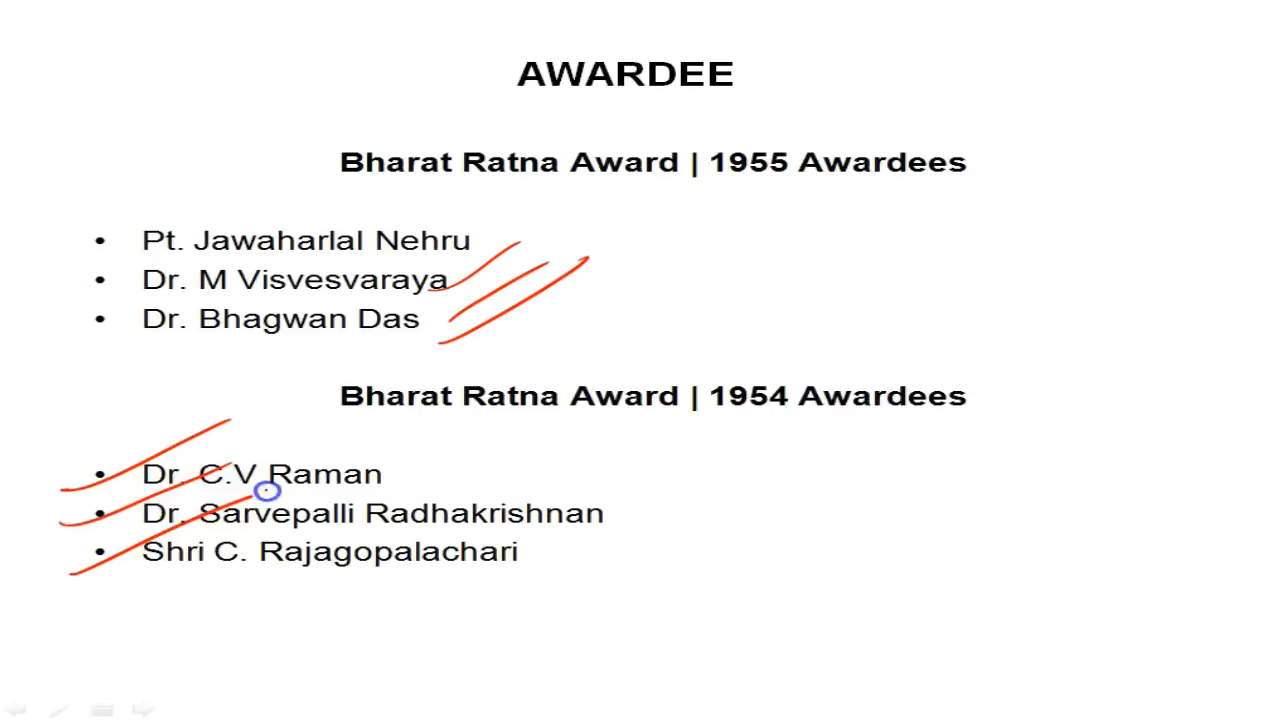 AWARDEE
Bharat Ratna Award | 1955 Awardees
• Pt. Jawaharlal Nehru
• Dr. M Visvesvaraya
• Dr. Bhagwan Das
Bharat Ratna Award | 1954 Awardees
• Dr. C.V Raman
• Dr. Sarvepalli Radhakrishnan
• Shri C. Rajagopalachari